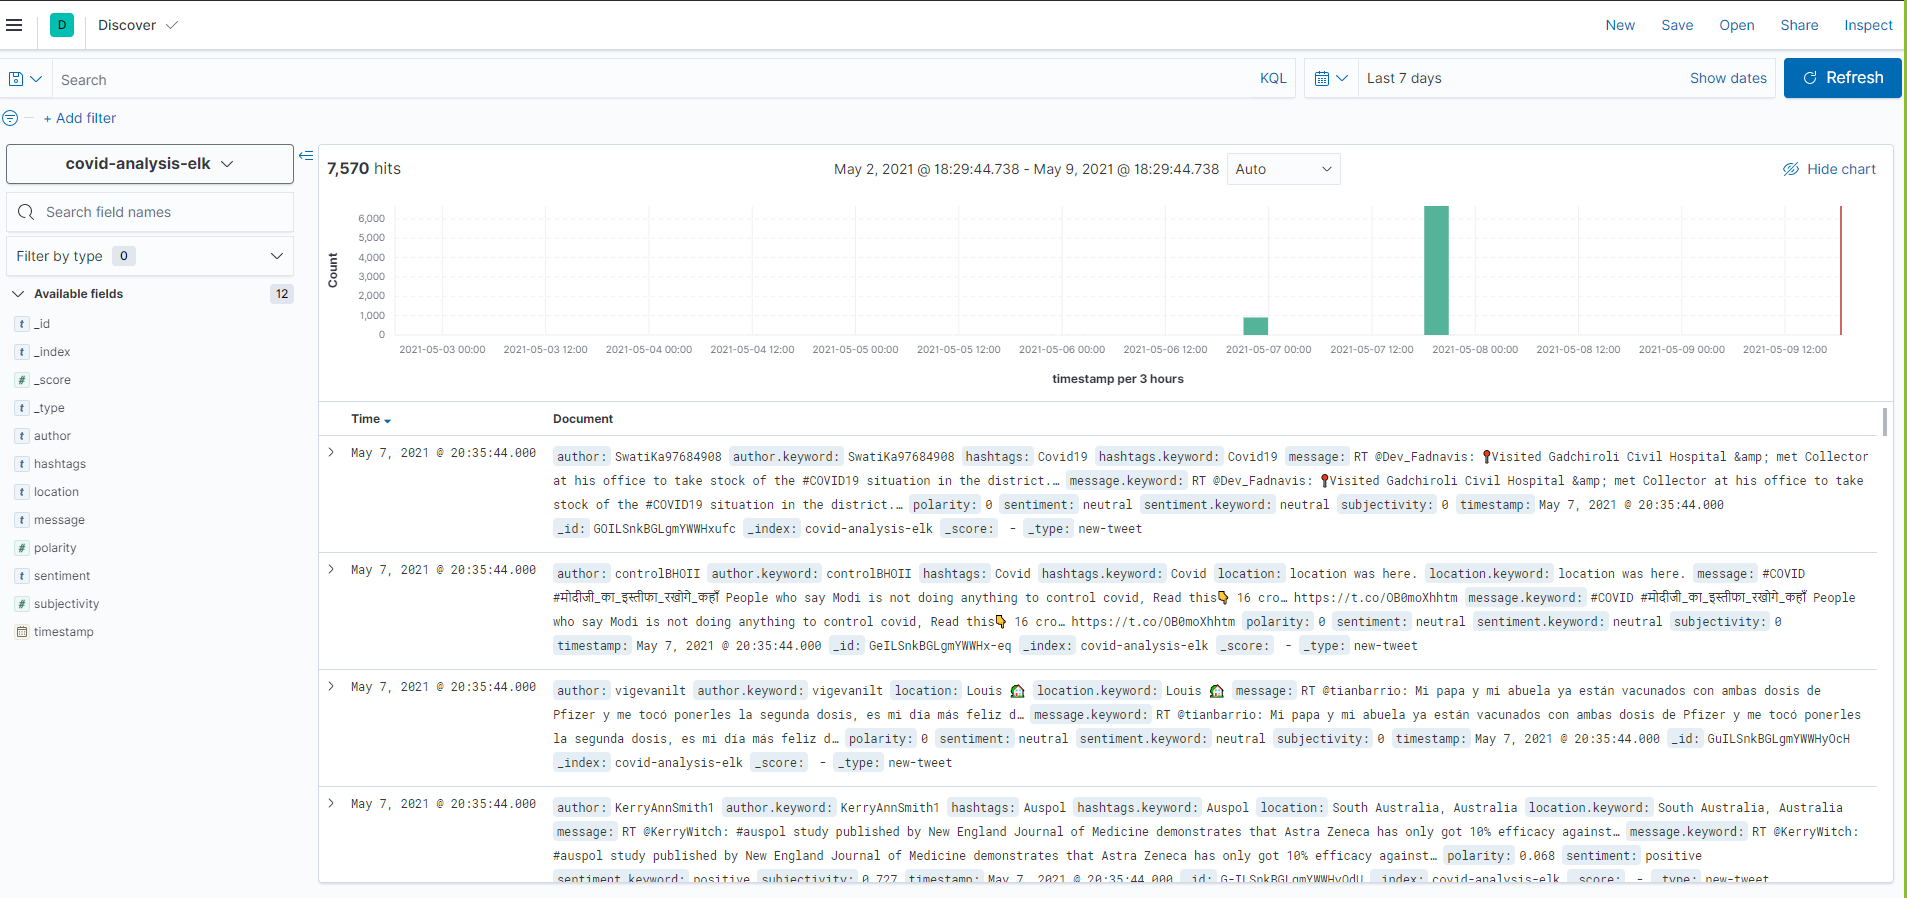 D Discover New Save Open Share Inspect
Search KQL Last 7 days Show dates Refresh
+ Add filter
covid-analysis-elk
7,570 hits May 2, 2021 @ 18:29:44.738 - May 9, 2021 @ 18:29:44.738 Auto Hide chart
Search field names
Filter by type 0
Available fields 12
t _id
t _index
# _score
t _type
t author
t hashtags
t location
t message
# polarity
t sentiment
# subjectivity
timestamp
Count
6,000
5,000
4,000
3,000
2,000
1,000
0
2021-05-03 00:00 2021-05-03 12:00 2021-05-04 00:00 2021-05-04 12:00 2021-05-05 00:00 2021-05-05 12:00 2021-05-06 00:00 2021-05-06 12:00 2021-05-07 00:00 2021-05-07 12:00 2021-05-08 00:00 2021-05-08 12:00 2021-05-09 00:00 2021-05-09 12:00
timestamp per 3 hours
Time Document
May 7, 2021 @ 20:35:44.000 author: SwatiKa97684908 author.keyword: SwatiKa97684908 hashtags: Covid19 hashtags.keyword: Covid19 message: RT @Dev_Fadnavis: 📍Visited Gadchiroli Civil Hospital &amp; met Collector
at his office to take stock of the #COVID19 situation in the district.… message.keyword: RT @Dev_Fadnavis: 📍Visited Gadchiroli Civil Hospital &amp; met Collector at his office to take
stock of the #COVID19 situation in the district.… polarity: 0 sentiment: neutral sentiment.keyword: neutral subjectivity: 0 timestamp: May 7, 2021 @ 20:35:44.000
_id: GOILSnkBGLgmYWWHxufc _index: covid-analysis-elk _score: - _type: new-tweet
May 7, 2021 @ 20:35:44.000 author: controlBHOII author.keyword: controlBHOII hashtags: Covid hashtags.keyword: Covid location: location was here. location.keyword: location was here. message: #COVID
#मोदीजी_का_इस्तीफा_रखोगे_कहाँ People who say Modi is not doing anything to control covid, Read this👇 16 cro… https://t.co/OB0moXhhtm message.keyword: #COVID #मोदीजी_का_इस्तीफा_रखोगे_कहाँ People
who say Modi is not doing anything to control covid, Read this👇 16 cro… https://t.co/OB0moXhhtm polarity: 0 sentiment: neutral sentiment.keyword: neutral subjectivity: 0
timestamp: May 7, 2021 @ 20:35:44.000 _id: GeILSnkBGLgmYWWHx-eq _index: covid-analysis-elk _score: - _type: new-tweet
May 7, 2021 @ 20:35:44.000 author: vigevanilt author.keyword: vigevanilt location: Louis 🏡 location.keyword: Louis 🏡 message: RT @tianbarrio: Mi papa y mi abuela ya están vacunados con ambas dosis de
Pfizer y me tocó ponerles la segunda dosis, es mi día más feliz d… message.keyword: RT @tianbarrio: Mi papa y mi abuela ya están vacunados con ambas dosis de Pfizer y me tocó ponerles
la segunda dosis, es mi día más feliz d… polarity: 0 sentiment: neutral sentiment.keyword: neutral subjectivity: 0 timestamp: May 7, 2021 @ 20:35:44.000 _id: GuILSnkBGLgmYWWHyOcH
_index: covid-analysis-elk _score: - _type: new-tweet
May 7, 2021 @ 20:35:44.000 author: KerryAnnSmith1 author.keyword: KerryAnnSmith1 hashtags: Auspol hashtags.keyword: Auspol location: South Australia, Australia location.keyword: South Australia, Australia
message: RT @KerryWitch: #auspol study published by New England Journal of Medicine demonstrates that Astra Zeneca has only got 10% efficacy against… message.keyword: RT @KerryWitch:
#auspol study published by New England Journal of Medicine demonstrates that Astra Zeneca has only got 10% efficacy against… polarity: 0.068 sentiment: positive
sentiment.keyword: positive subjectivity: 0.727 timestamp: May 7, 2021 @ 20:35:44.000 _id: G-ILSnkBGLgmYWWHyOdU _index: covid-analysis-elk _score: - _type: new-tweet